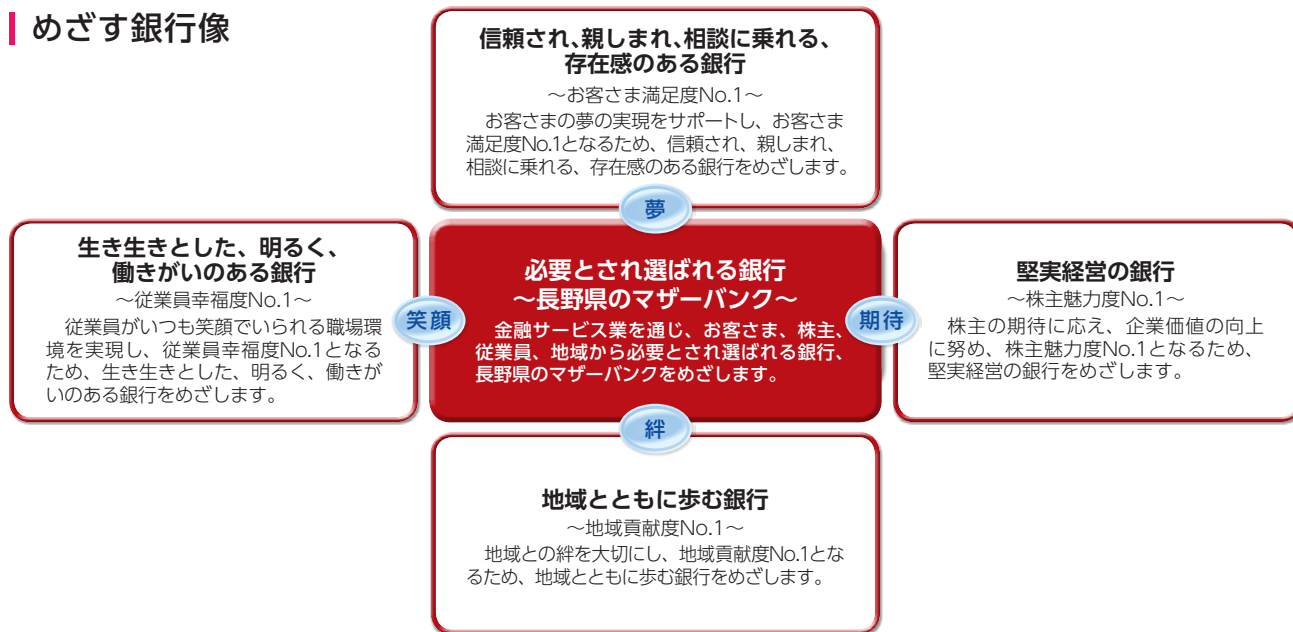 めざす銀行像
信頼され、親しまれ、相談に乗れる、
存在感のある銀行
～お客さま満足度No.1～
お客さまの夢の実現をサポートし、お客さま
満足度No.1となるため、信頼され、親しまれ、
相談に乗れる、存在感のある銀行をめざします。
夢
生き生きとした、明るく、
働きがいのある銀行
～従業員幸福度No.1～
従業員がいつも笑顔でいられる職場環
境を実現し、従業員幸福度No.1となる
ため、生き生きとした、明るく、働きが
いのある銀行をめざします。
笑顔
必要とされ選ばれる銀行
～長野県のマザーバンク～
金融サービス業を通じ、お客さま、株主、
従業員、地域から必要とされ選ばれる銀行、
長野県のマザーバンクをめざします。
期待
堅実経営の銀行
～株主魅力度No.1～
株主の期待に応え、企業価値の向上
に努め、株主魅力度No.1となるため、
堅実経営の銀行をめざします。
絆
地域とともに歩む銀行
～地域貢献度No.1～
地域との絆を大切にし、地域貢献度No.1とな
るため、地域とともに歩む銀行をめざします。